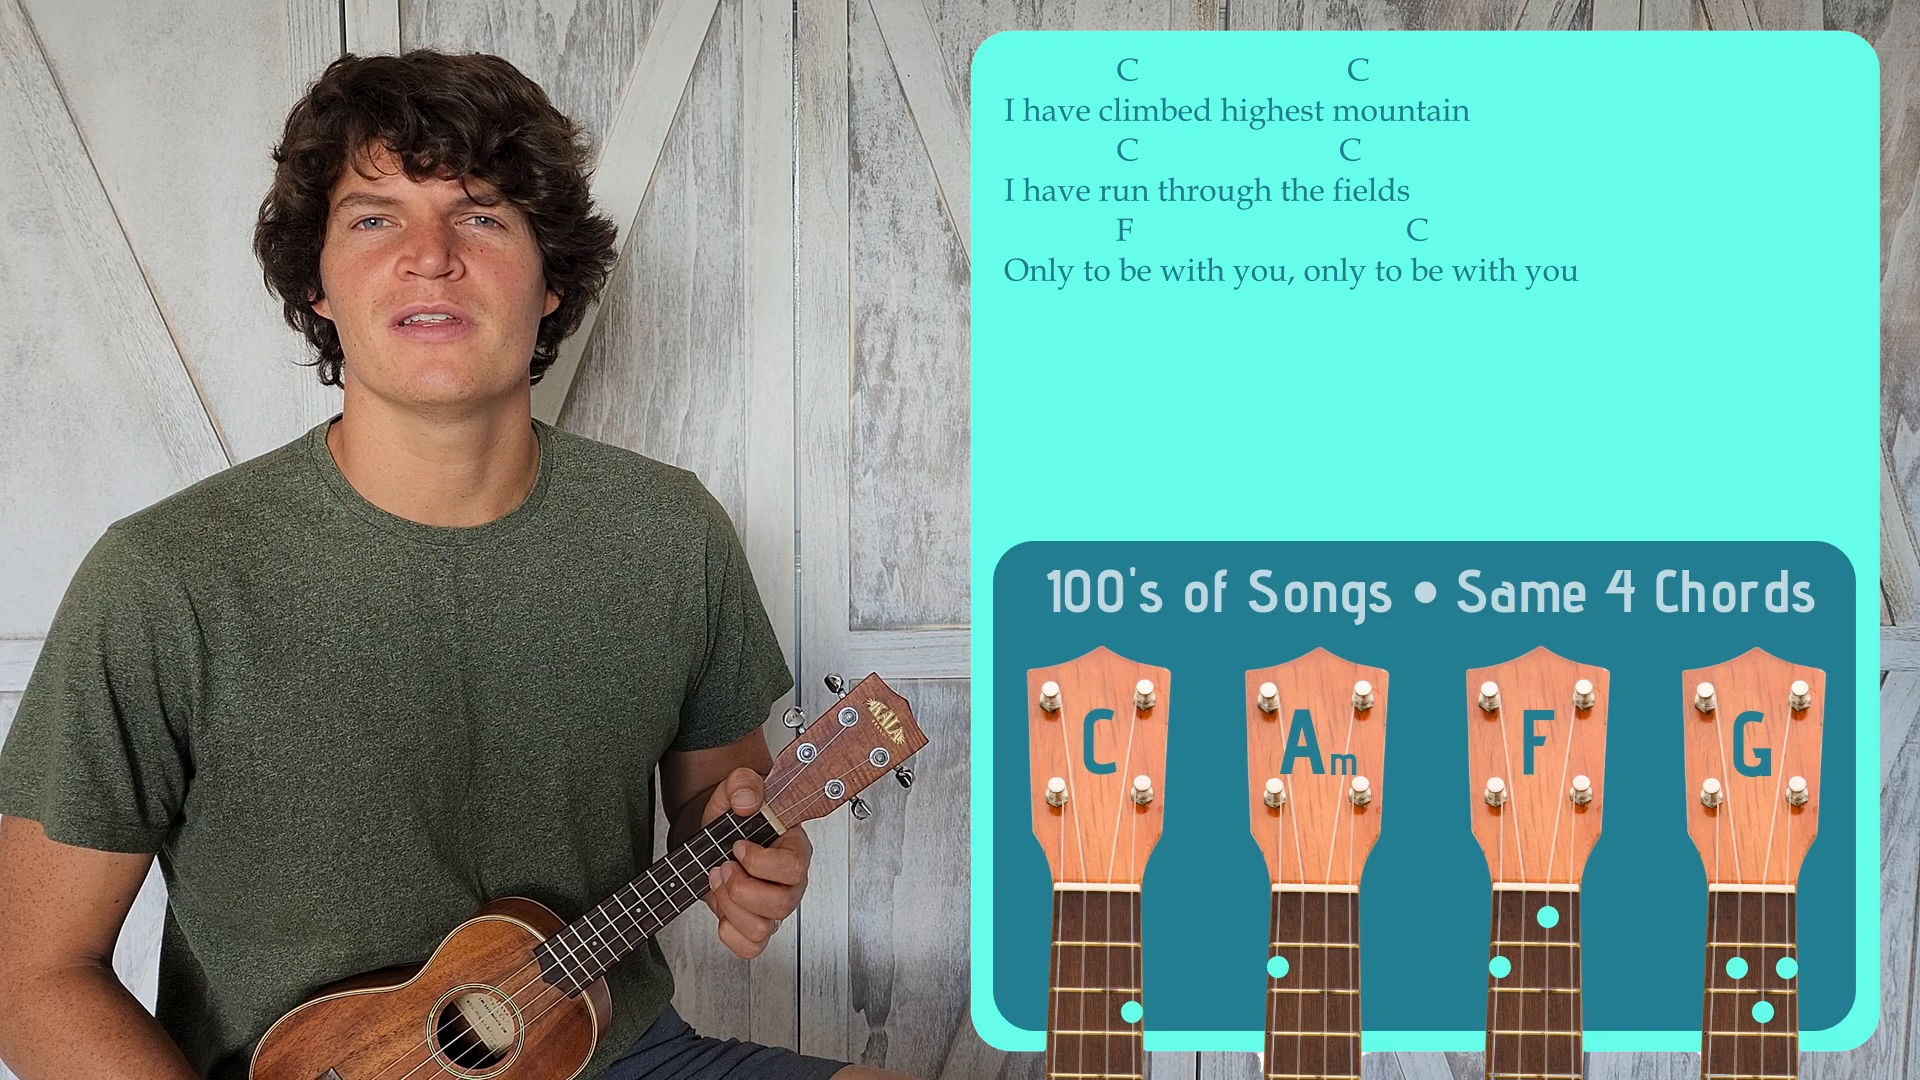 C C
I have climbed highest mountain
C C
I have run through the fields
F C
Only to be with you, only to be with you
100's of Songs • Same 4 Chords
C Am F G
KALA